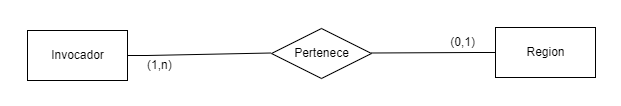 Invocador
(1,n)
Pertenece
(0,1)
Region